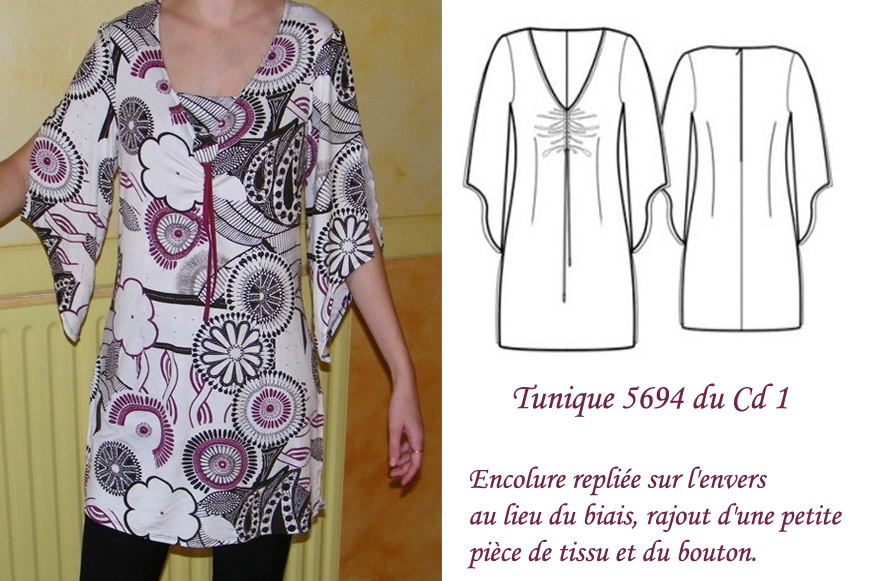 Tunique 5694 du Cd 1
Encolure repliée sur l'envers
au lieu du biais, rajout d'une petite
pièce de tissu et du bouton.